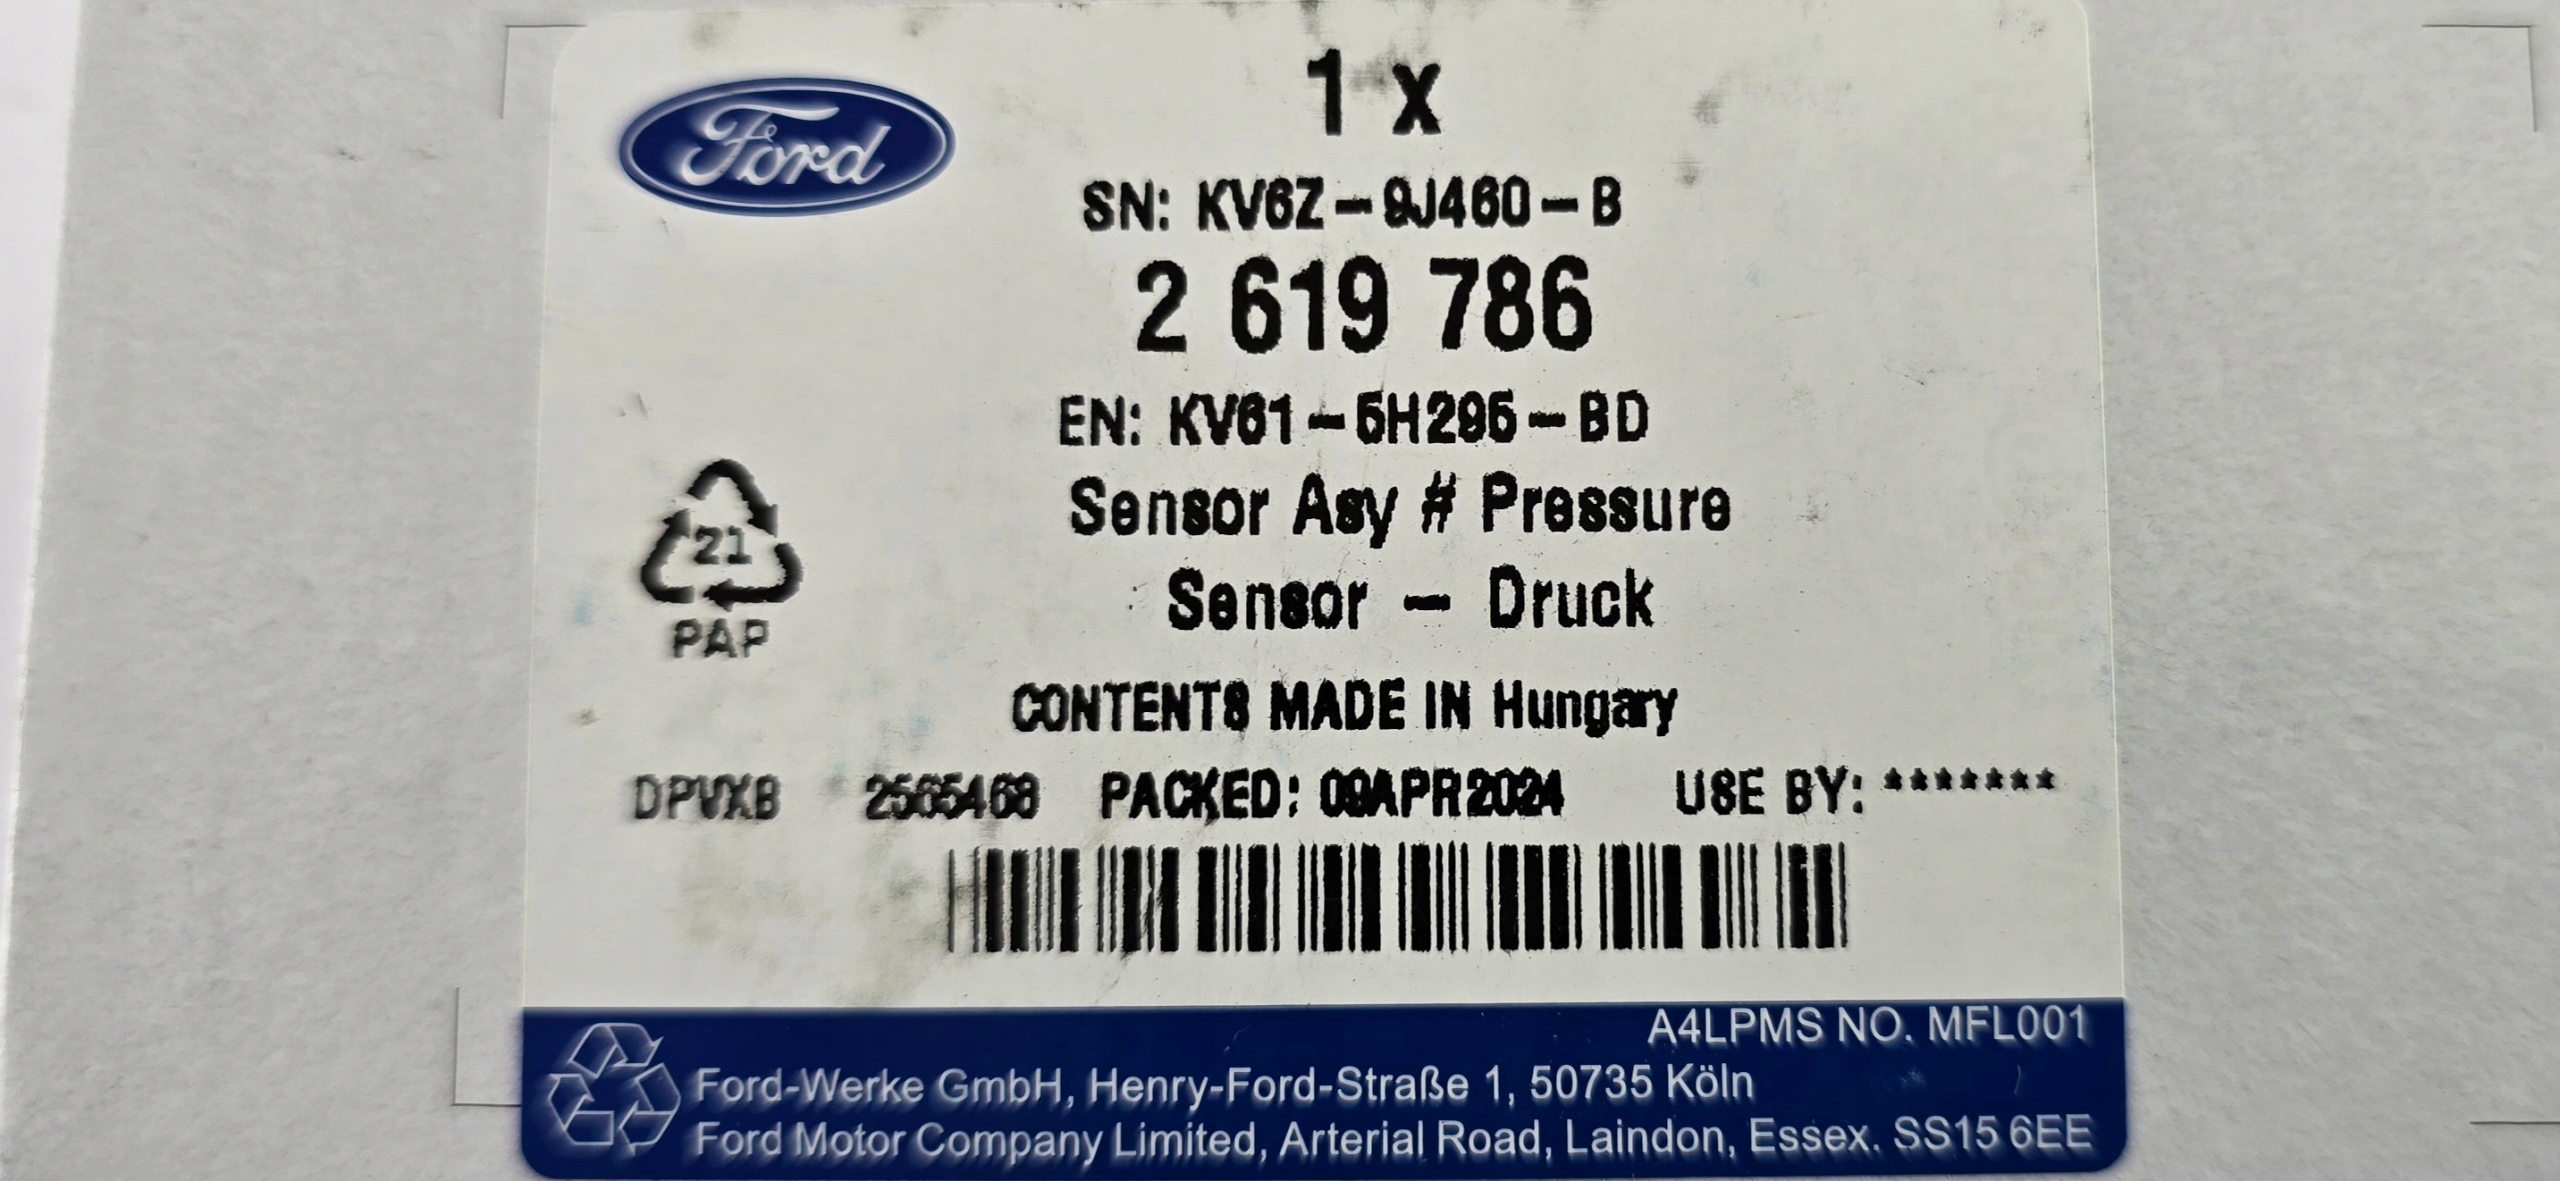 Ford
1 x
SN: KV6Z-9J460-B
2 619 786
EN: KV61-5H295-BD
Sensor Asy # Pressure
Sensor - Druck
21
PAP
CONTENTS MADE IN Hungary
DPVXB 2565468 PACKED: 09APR2024 USE BY: *******
A4LPMS NO. MFL001
Ford-Werke GmbH, Henry-Ford-Straße 1, 50735 Köln
Ford Motor Company Limited, Arterial Road, Laindon, Essex. SS15 6EE